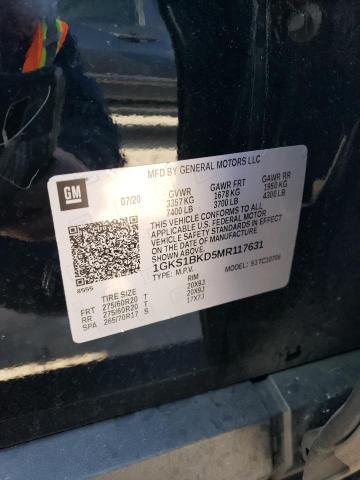 MFD BY GENERAL MOTORS LLC
GM
07/20 GVWR GAWR FRT GAWR RR
3357 KG 1678 KG 1950 KG
7400 LB 3700 LB 4300 LB
THIS VEHICLE CONFORMS TO ALL APPLICABLE
U.S. FEDERAL MOTOR VEHICLE SAFETY
STANDARDS IN EFFECT ON THE
DATE OF MANUFACTURE
1GKS1BKD5MR117631
TYPE: M.P.V. MODEL:
TIRE SIZE RIM
FRT 275/60R20 T 20X9J
RR 275/60R20 T 20X9J
SPA 265/70R17 S 17X7J